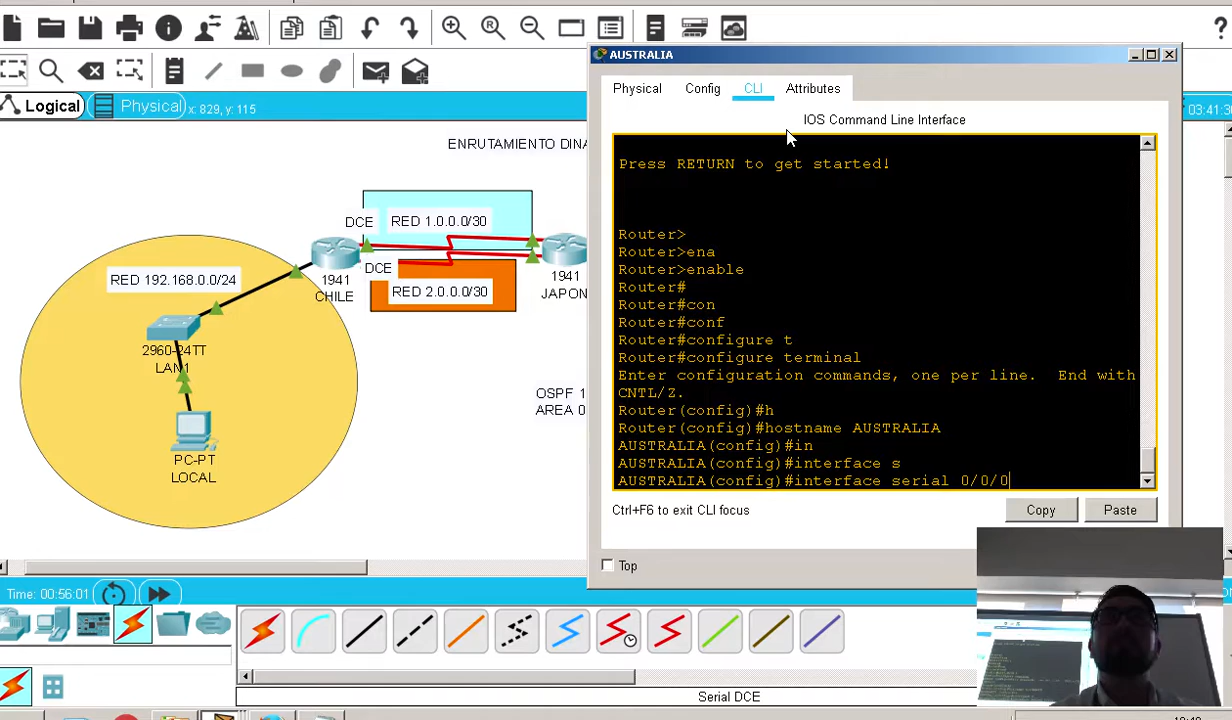 AUSTRALIA
Physical
Config
CLI
Attributes
Logical
Physical
x: 829, y: 115
03:41:3
IOS Command Line Interface
ENRUTAMIENTO DINA
Press RETURN to get started!
Router>
Router>ena
Router>enable
Router#
Router#con
Router#conf
Router#configure t
Router#configure terminal
Enter configuration commands, one per line.  End with
CNTL/Z.
Router(config)#h
Router(config)#hostname AUSTRALIA
AUSTRALIA(config)#in
AUSTRALIA(config)#interface s
AUSTRALIA(config)#interface serial 0/0/0
DCE
RED 1.0.0.0/30
DCE
RED 2.0.0.0/30
1941
CHILE
1941
JAPON
RED 192.168.0.0/24
2960-24TT
LAN1
PC-PT
LOCAL
OSPF 1
AREA 0
Ctrl+F6 to exit CLI focus
Copy
Paste
Top
Time: 00:56:01
Serial DCE